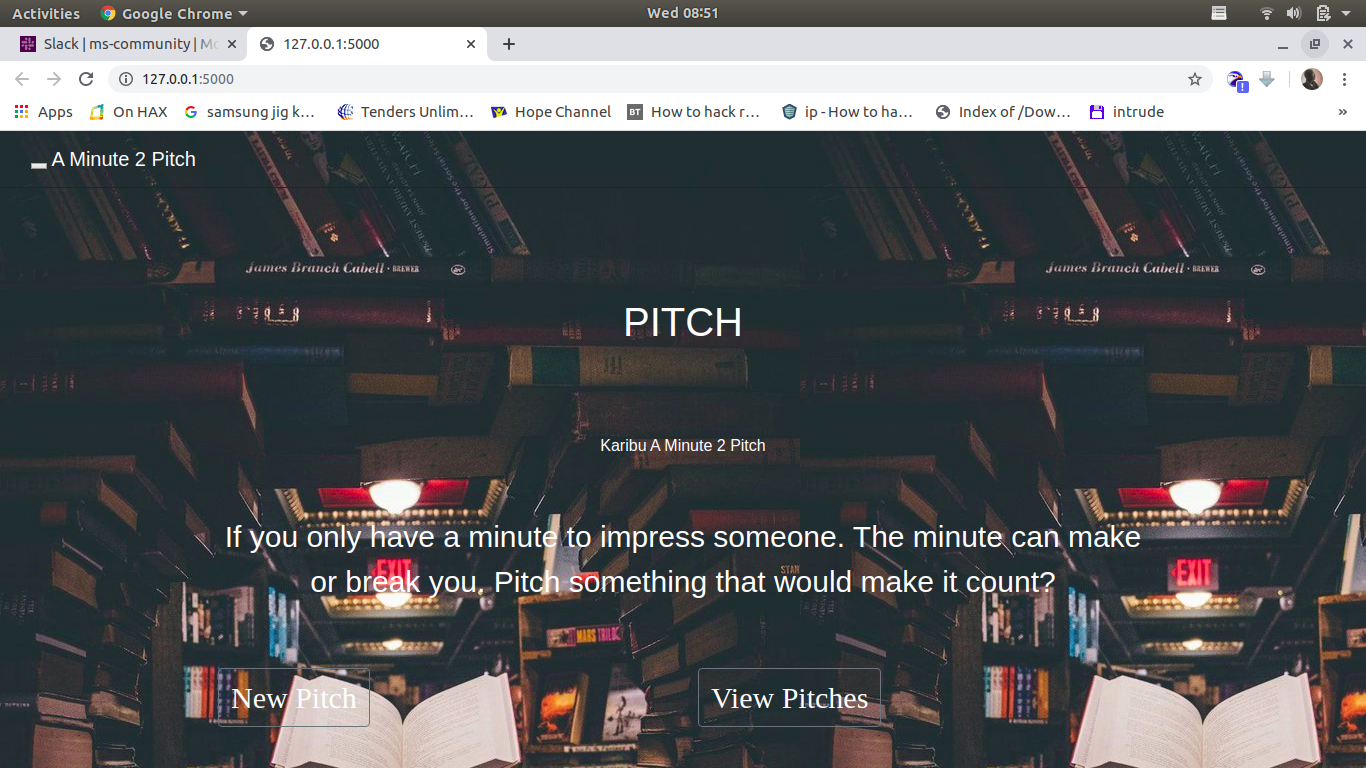 Activities Google Chrome Wed 08:51
Slack | ms-community | Mc 127.0.0.1:5000
127.0.0.1:5000
Apps On HAX samsung jig k… Tenders Unlim… Hope Channel BT How to hack r… ip - How to ha… Index of /Dow… intrude »
A Minute 2 Pitch
James Branch Cabell · BREWER James Branch Cabell · BREWER
PITCH
Karibu A Minute 2 Pitch
If you only have a minute to impress someone. The minute can make
or break you. Pitch something that would make it count?
STAN
EXIT EXIT
MARS TRILOG
New Pitch View Pitches